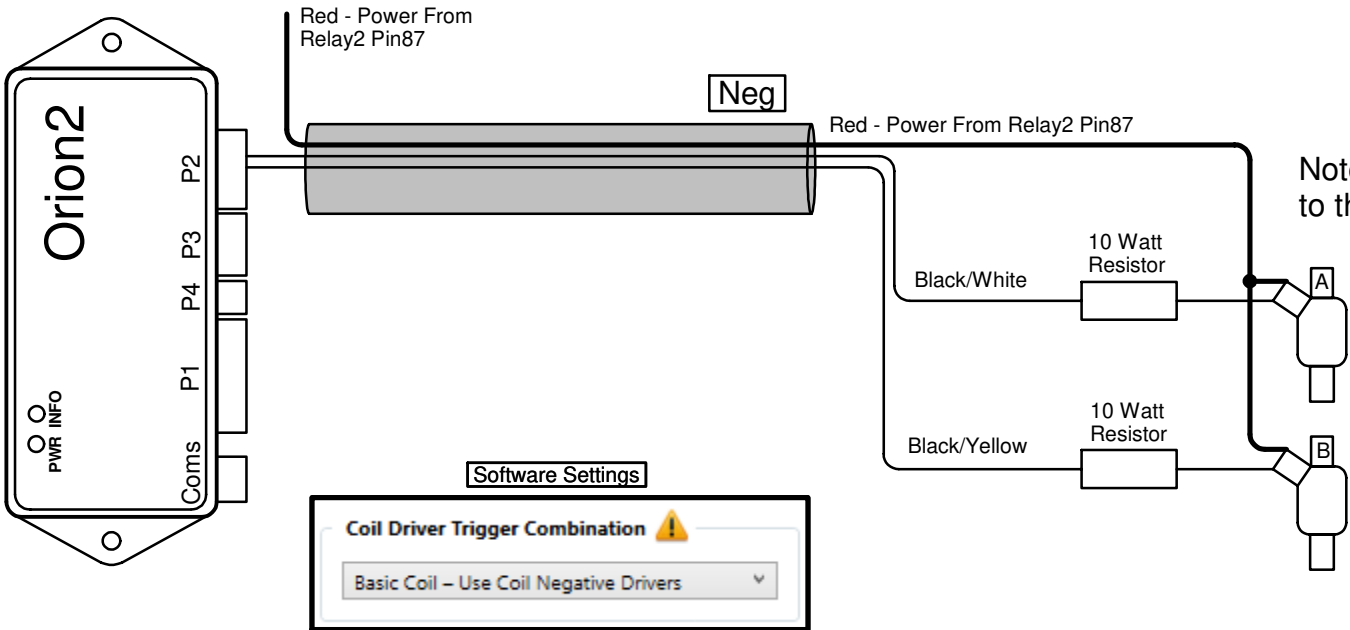 Red - Power From
Relay2 Pin87
Neg
Red - Power From Relay2 Pin87
Orion2
P2
P3
P4
P1
Coms
INFO
PWR
10 Watt
Resistor
Black/White
A
10 Watt
Resistor
Black/Yellow
B
to th
Software Settings
Coil Driver Trigger Combination
Basic Coil – Use Coil Negative Drivers